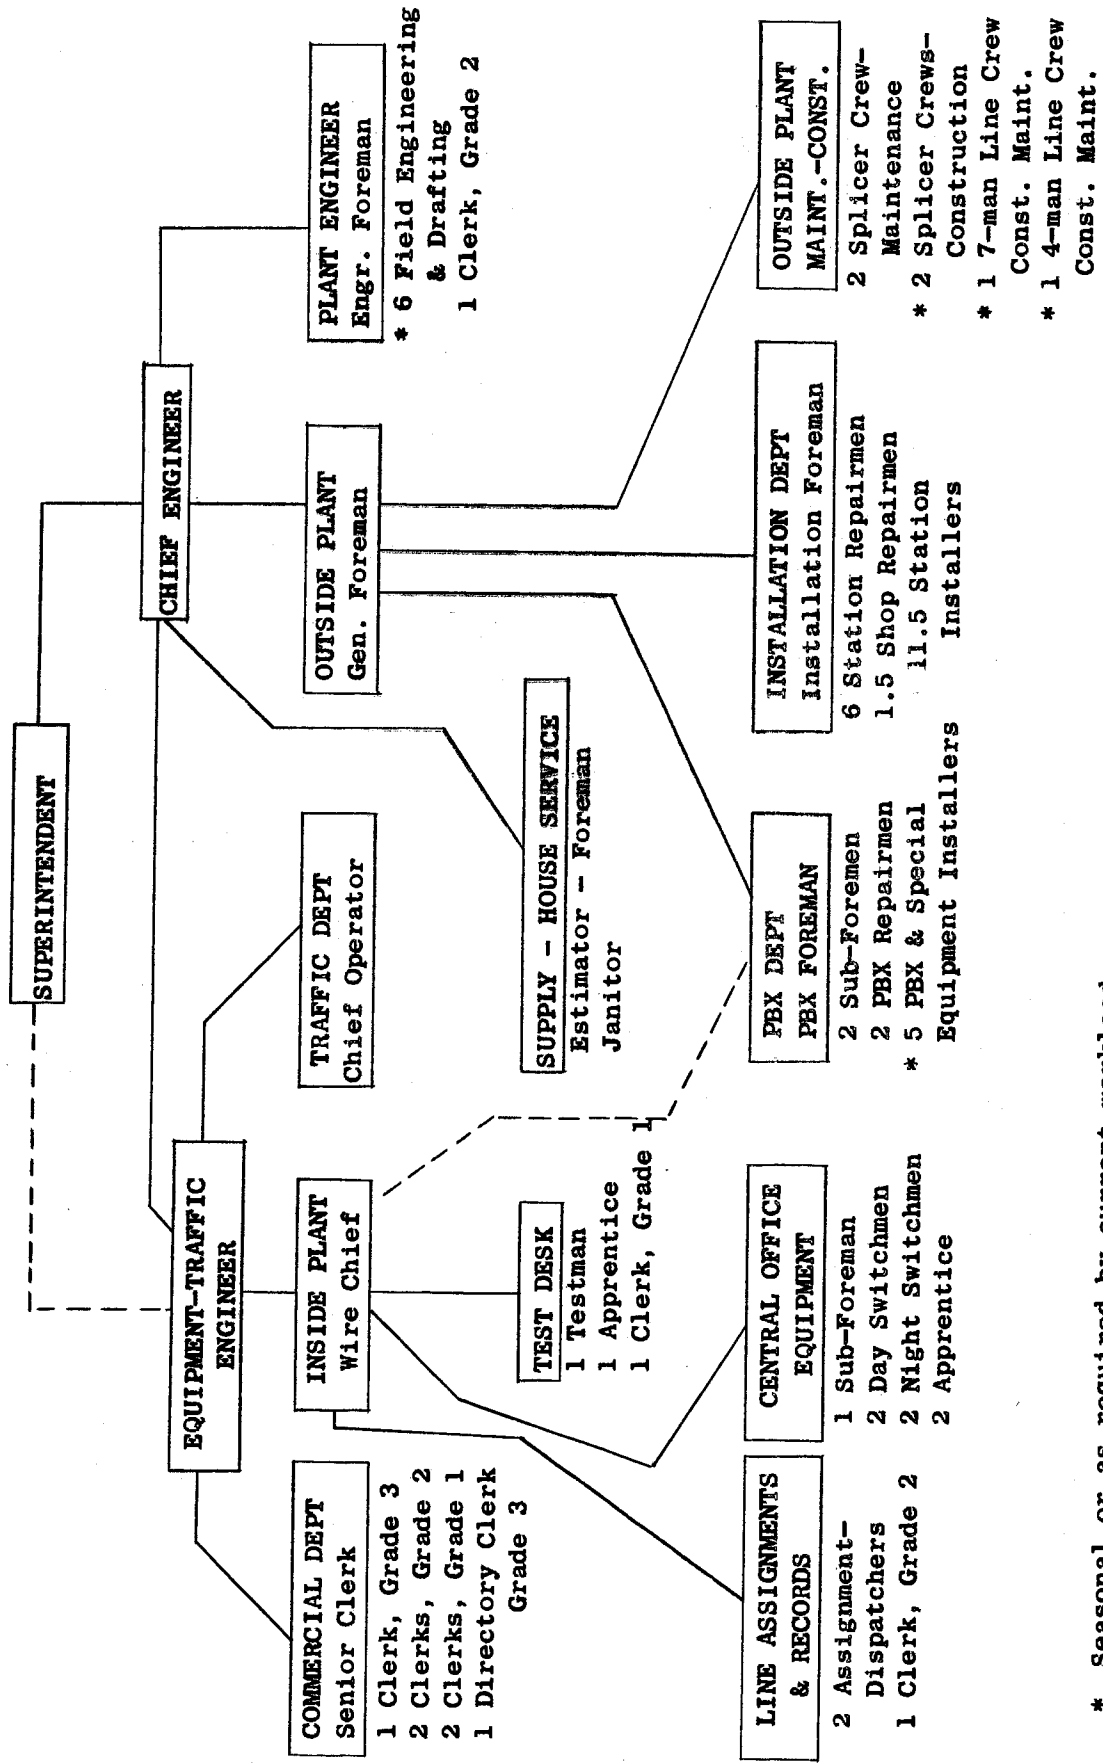 SUPERINTENDENT
CHIEF ENGINEER
EQUIPMENT-TRAFFIC
ENGINEER
COMMERCIAL DEPT
Senior Clerk
1 Clerk, Grade 3
2 Clerks, Grade 2
2 Clerks, Grade 1
1 Directory Clerk
Grade 3
INSIDE PLANT
Wire Chief
TRAFFIC DEPT
Chief Operator
OUTSIDE PLANT
Gen. Foreman
PLANT ENGINEER
Engr. Foreman
* 6 Field Engineering
& Drafting
1 Clerk, Grade 2
TEST DESK
1 Testman
1 Apprentice
1 Clerk, Grade 1
SUPPLY - HOUSE SERVICE
Estimator - Foreman
Janitor
LINE ASSIGNMENTS
& RECORDS
2 Assignment-
Dispatchers
1 Clerk, Grade 2
CENTRAL OFFICE
EQUIPMENT
1 Sub-Foreman
2 Day Switchmen
2 Night Switchmen
2 Apprentice
PBX DEPT
PBX FOREMAN
2 Sub-Foremen
2 PBX Repairmen
* 5 PBX & Special
Equipment Installers
INSTALLATION DEPT
Installation Foreman
6 Station Repairmen
1.5 Shop Repairmen
11.5 Station
Installers
OUTSIDE PLANT
MAINT.-CONST.
2 Splicer Crew-
Maintenance
* 2 Splicer Crews-
Construction
* 1 7-man Line Crew
Const. Maint.
* 1 4-man Line Crew
Const. Maint.
* Seasonal or as required by current workload